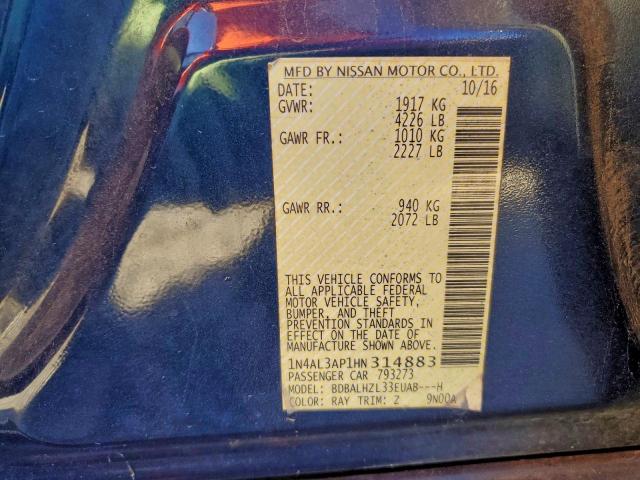 MFD BY NISSAN MOTOR CO., LTD.
DATE: 10/16
GVWR: 1917 KG
4226 LB
GAWR FR.: 1010 KG
2227 LB
GAWR RR.: 940 KG
2072 LB
THIS VEHICLE CONFORMS TO
ALL APPLICABLE FEDERAL
MOTOR VEHICLE SAFETY,
BUMPER, AND THEFT
PREVENTION STANDARDS IN
EFFECT ON THE DATE OF
MANUFACTURE SHOWN ABOVE.
1N4AL3AP1HN314883
PASSENGER CAR 793273
MODEL: BDBALHZL33EUAB---H
COLOR: RAY TRIM: Z 9N00A